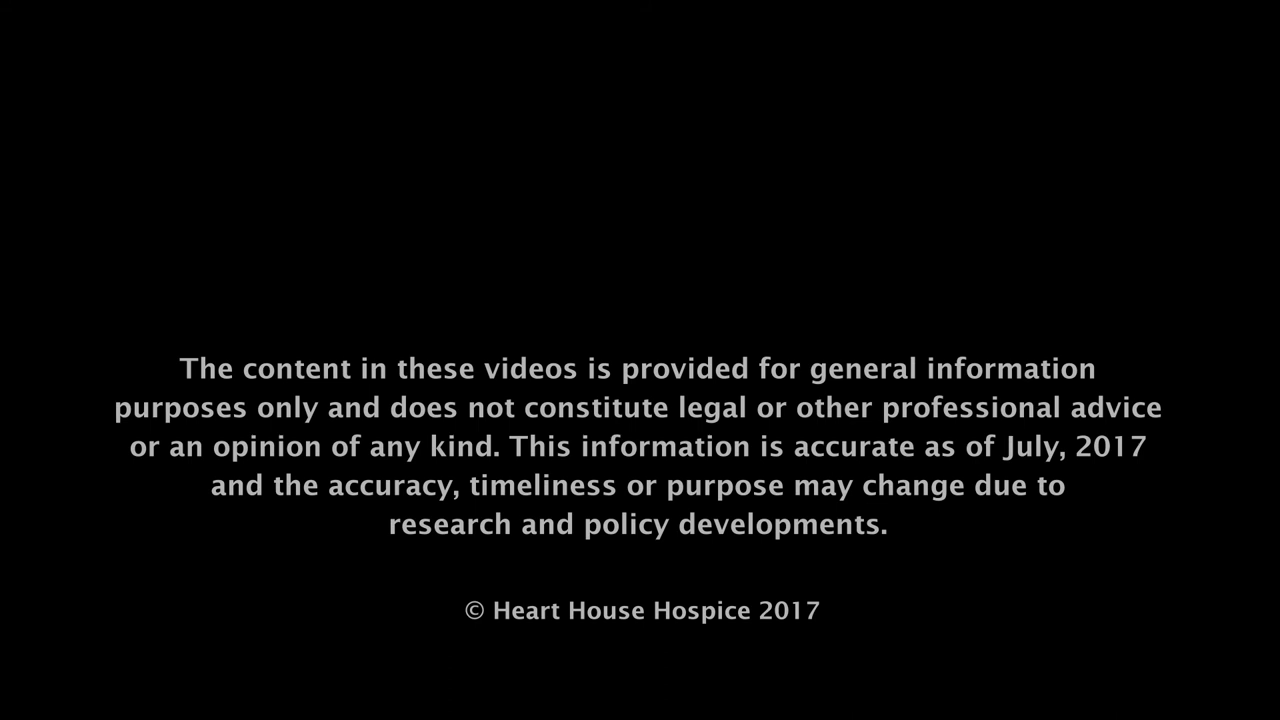 The content in these videos is provided for general information
purposes only and does not constitute legal or other professional advice
or an opinion of any kind. This information is accurate as of July, 2017
and the accuracy, timeliness or purpose may change due to
research and policy developments.
© Heart House Hospice 2017